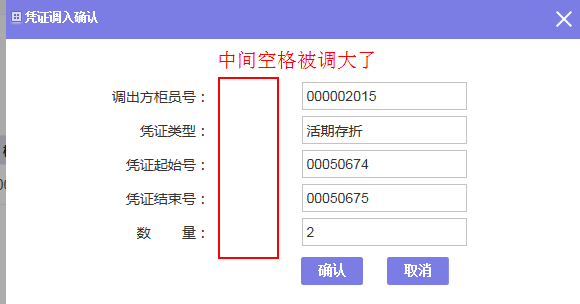 凭证调入确认
中间空格被调大了
调出方柜员号： 000002015
凭证类型： 活期存折
凭证起始号： 00050674
凭证结束号： 00050675
数 量： 2
确认 取消